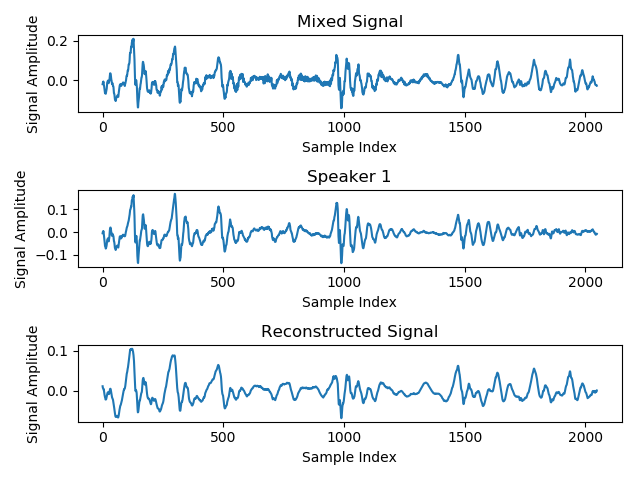 Mixed Signal
Signal Amplitude
0.2
0.0
0 500 1000 1500 2000
Sample Index
Speaker 1
Signal Amplitude
0.1
0.0
−0.1
0 500 1000 1500 2000
Sample Index
Reconstructed Signal
Signal Amplitude
0.1
0.0
0 500 1000 1500 2000
Sample Index